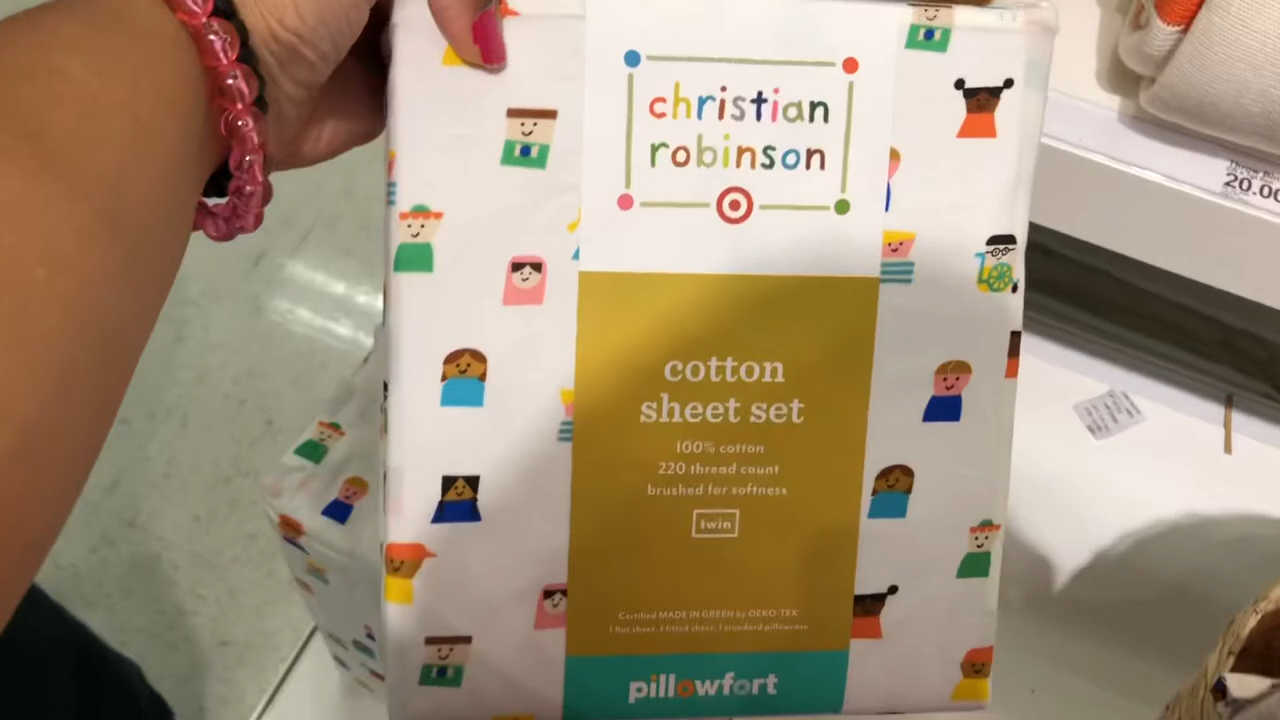 christian
robinson
cotton
sheet set
100% cotton
220 thread count
brushed for softness
twin
Certified MADE IN GREEN by OEKO-TEX
1 flat sheet, 1 fitted sheet, 1 standard pillowcase
pillowfort
20.00